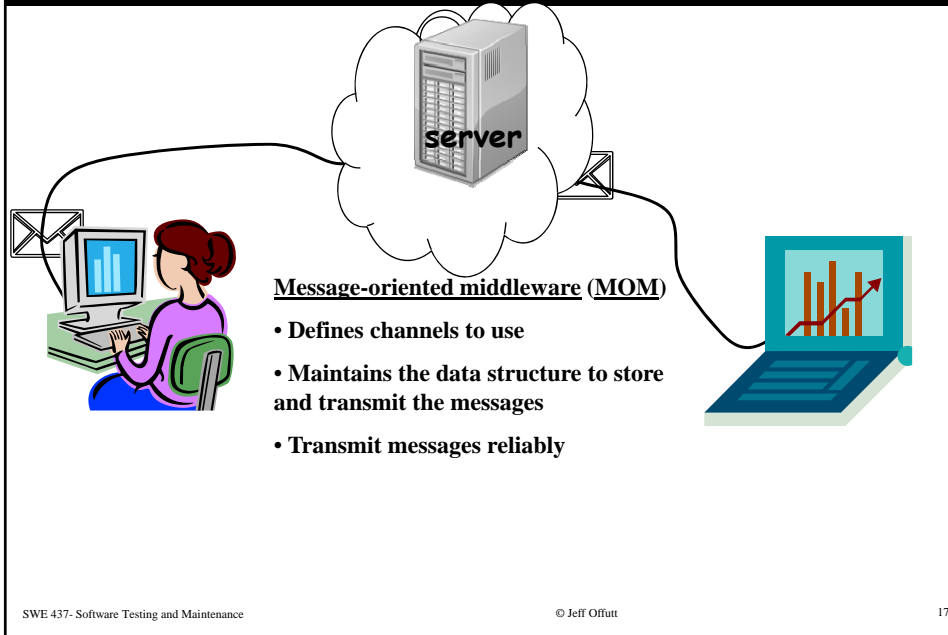 server
Message-oriented middleware (MOM)
• Defines channels to use
• Maintains the data structure to store
and transmit the messages
• Transmit messages reliably
SWE 437- Software Testing and Maintenance
© Jeff Offutt
17